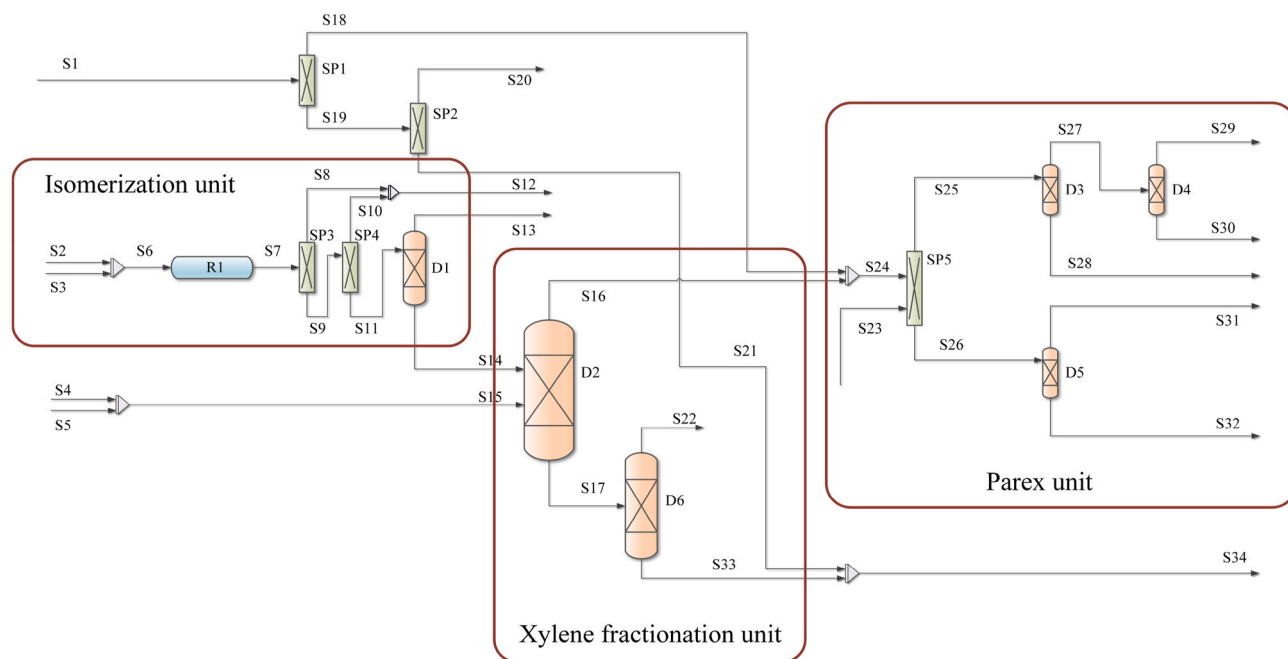 S18
S1
SP1
S20
S19
SP2
S27
S29
Isomerization unit
S8
S12
S25
D3
D4
S10
S13
S30
S2
S6
S7
SP3
SP4
D1
S24
SP5
S28
R1
S3
S16
S9
S11
S23
S31
S26
S21
S14
D2
D5
S4
S15
S5
S22
S32
S17
Parex unit
D6
S33
S34
Xylene fractionation unit